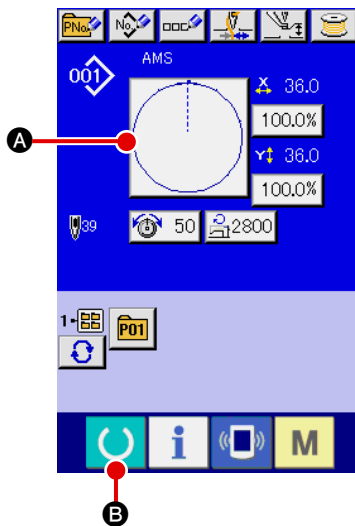 PNo. No.
001 AMS
X 36.0
100.0%
A
Y 36.0
100.0%
39 50 2800
1• P01
i M
B